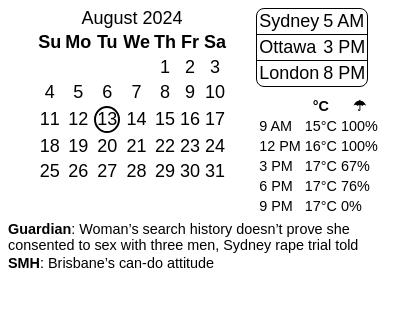 August 2024
Su Mo Tu We Th Fr Sa
1 2 3
4 5 6 7 8 9 10
11 12 13 14 15 16 17
18 19 20 21 22 23 24
25 26 27 28 29 30 31
Sydney 5 AM
Ottawa 3 PM
London 8 PM
°C ☂
9 AM 15°C 100%
12 PM 16°C 100%
3 PM 17°C 67%
6 PM 17°C 76%
9 PM 17°C 0%
Guardian: Woman’s search history doesn’t prove she
consented to sex with three men, Sydney rape trial told
SMH: Brisbane’s can-do attitude